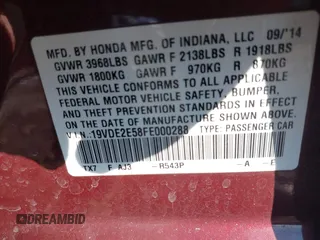 MFD. BY HONDA MFG. OF INDIANA, LLC 09/'14
GVWR 3968LBS GAWR F 2138LBS R 1918LBS
GVWR 1800KG GAWR F 970KG R 870KG
THIS VEHICLE CONFORMS TO ALL APPLICABLE
FEDERAL MOTOR VEHICLE SAFETY, BUMPER,
AND THEFT PREVENTION STANDARDS IN EFFECT
ON THE DATE OF MANUFACTURE SHOWN ABOVE.
V.I.N. 19VDE2E58FE000288 TYPE: PASSENGER CAR
TX7 F AJ3 R543P A E
DREAMBID